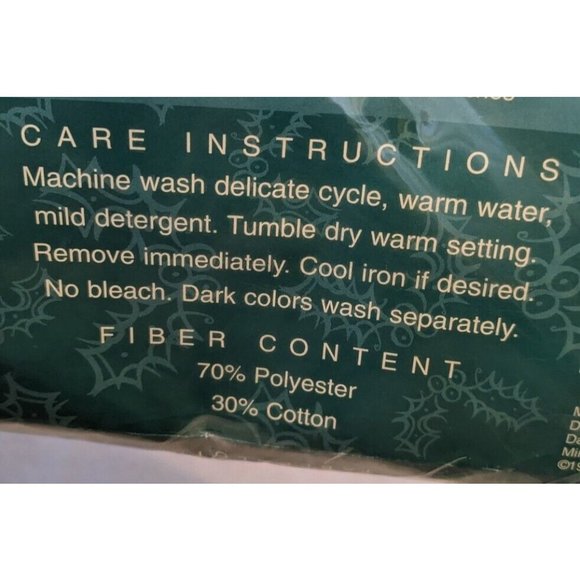 CARE INSTRUCTIONS
Machine wash delicate cycle, warm water,
mild detergent. Tumble dry warm setting.
Remove immediately. Cool iron if desired.
No bleach. Dark colors wash separately.
FIBER CONTENT
70% Polyester
30% Cotton